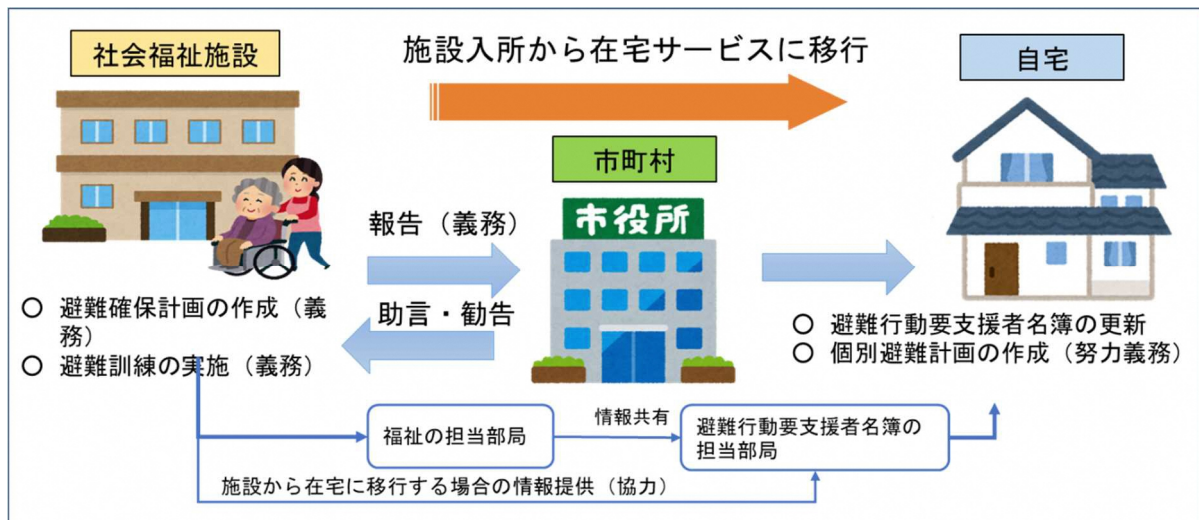 社会福祉施設
施設入所から在宅サービスに移行
自宅
市町村
市役所
報告（義務）
助言・勧告
〇 避難確保計画の作成（義
務）
〇 避難訓練の実施（義務）
〇 避難行動要支援者名簿の更新
〇 個別避難計画の作成（努力義務）
福祉の担当部局
情報共有
避難行動要支援者名簿の
担当部局
施設から在宅に移行する場合の情報提供（協力）